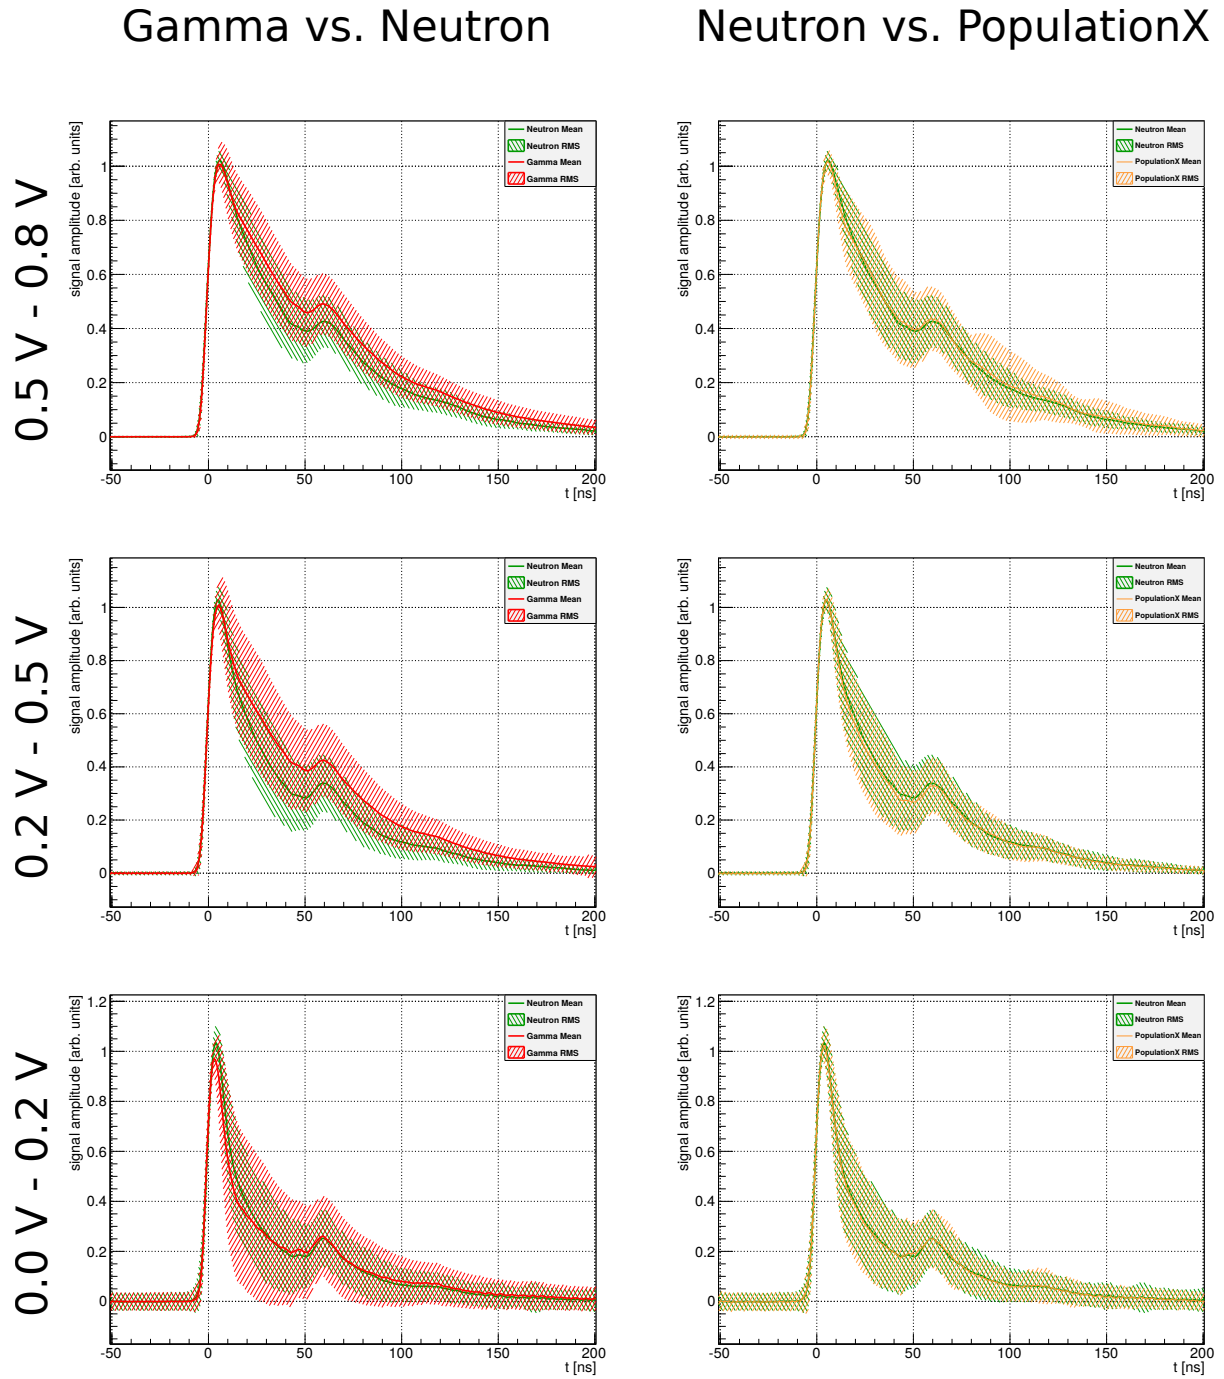 Gamma vs. Neutron
Neutron vs. PopulationX
0.5 V - 0.8 V
signal amplitude [arb. units]
1
0.8
0.6
0.4
0.2
0
-50 0 50 100 150 200
t [ns]
Neutron Mean
Neutron RMS
Gamma Mean
Gamma RMS
signal amplitude [arb. units]
1
0.8
0.6
0.4
0.2
0
-50 0 50 100 150 200
t [ns]
Neutron Mean
Neutron RMS
PopulationX Mean
PopulationX RMS
0.2 V - 0.5 V
signal amplitude [arb. units]
1
0.8
0.6
0.4
0.2
0
-50 0 50 100 150 200
t [ns]
Neutron Mean
Neutron RMS
Gamma Mean
Gamma RMS
signal amplitude [arb. units]
1
0.8
0.6
0.4
0.2
0
-50 0 50 100 150 200
t [ns]
Neutron Mean
Neutron RMS
PopulationX Mean
PopulationX RMS
0.0 V - 0.2 V
signal amplitude [arb. units]
1.2
1
0.8
0.6
0.4
0.2
0
-50 0 50 100 150 200
t [ns]
Neutron Mean
Neutron RMS
Gamma Mean
Gamma RMS
signal amplitude [arb. units]
1.2
1
0.8
0.6
0.4
0.2
0
-50 0 50 100 150 200
t [ns]
Neutron Mean
Neutron RMS
PopulationX Mean
PopulationX RMS